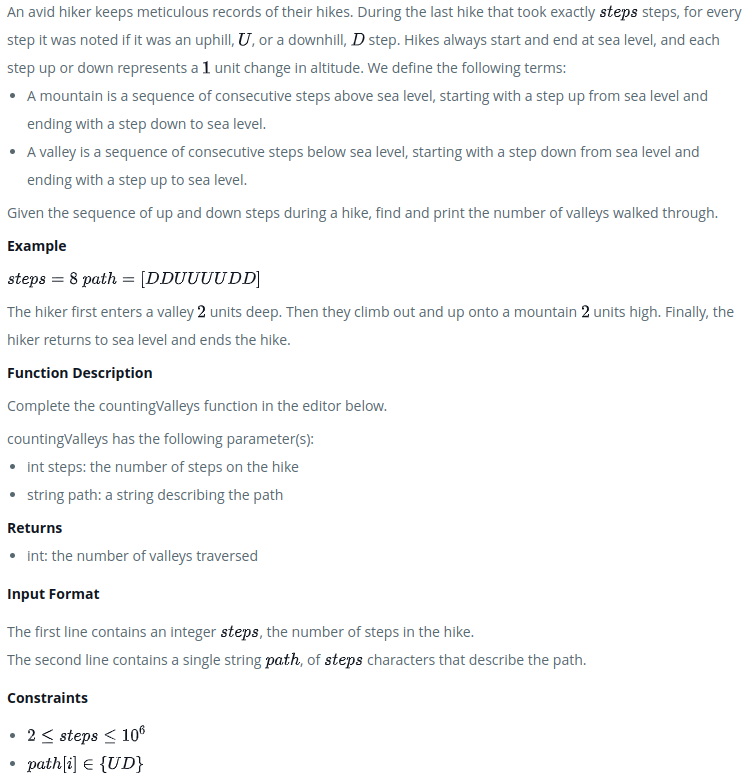 An avid hiker keeps meticulous records of their hikes. During the last hike that took exactly steps steps, for every
step it was noted if it was an uphill, U, or a downhill, D step. Hikes always start and end at sea level, and each
step up or down represents a 1 unit change in altitude. We define the following terms:
• A mountain is a sequence of consecutive steps above sea level, starting with a step up from sea level and
ending with a step down to sea level.
• A valley is a sequence of consecutive steps below sea level, starting with a step down from sea level and
ending with a step up to sea level.
Given the sequence of up and down steps during a hike, find and print the number of valleys walked through.
Example
steps = 8 path = [DDUUUUDD]
The hiker first enters a valley 2 units deep. Then they climb out and up onto a mountain 2 units high. Finally, the
hiker returns to sea level and ends the hike.
Function Description
Complete the countingValleys function in the editor below.
countingValleys has the following parameter(s):
• int steps: the number of steps on the hike
• string path: a string describing the path
Returns
• int: the number of valleys traversed
Input Format
The first line contains an integer steps, the number of steps in the hike.
The second line contains a single string path, of steps characters that describe the path.
Constraints
• 2 ≤ steps ≤ 10⁶
• path[i] ∈ {UD}